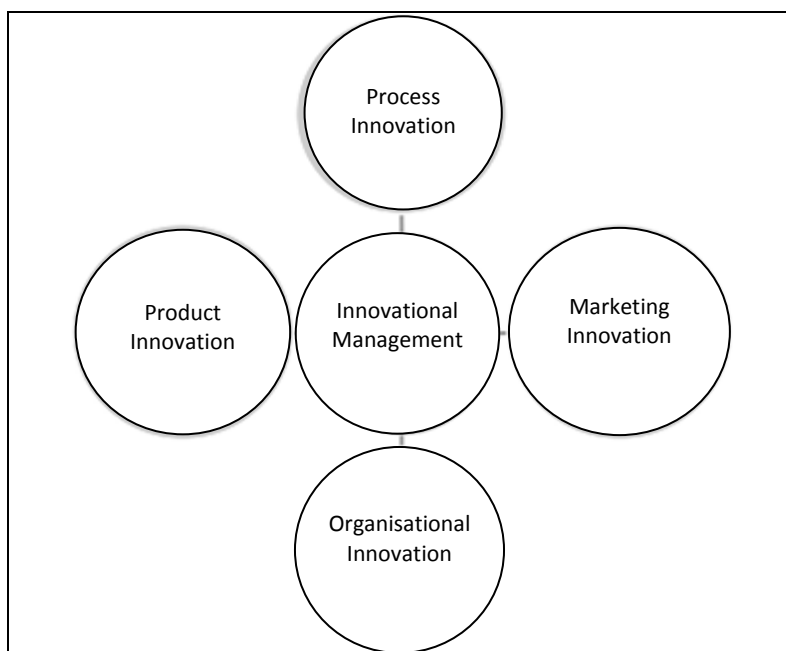 Process
Innovation
Product
Innovation
Innovational
Management
Marketing
Innovation
Organisational
Innovation